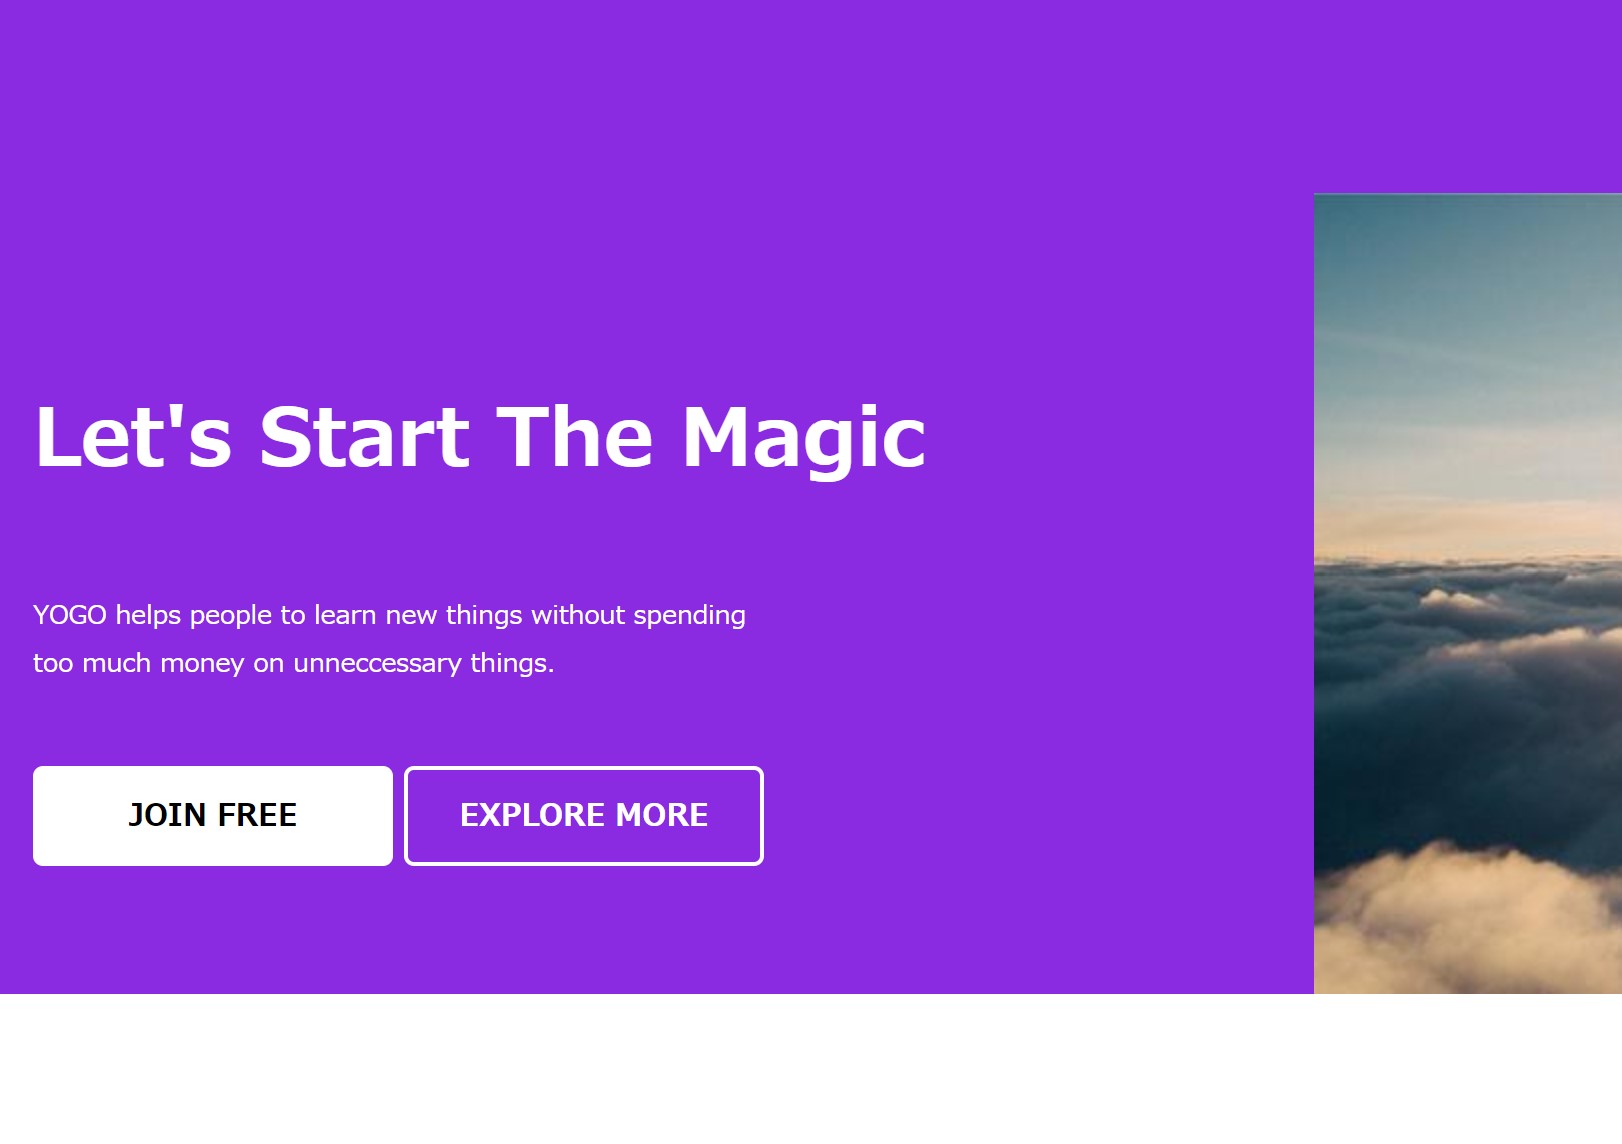 Let's Start The Magic
YOGO helps people to learn new things without spending
too much money on unneccessary things.
JOIN FREE
EXPLORE MORE